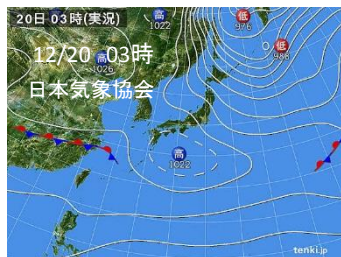 20日 03時(実況)
高
1022
低
976
低
986
12/20 03時
高
1026
日本気象協会
高
1022
tenki.jp